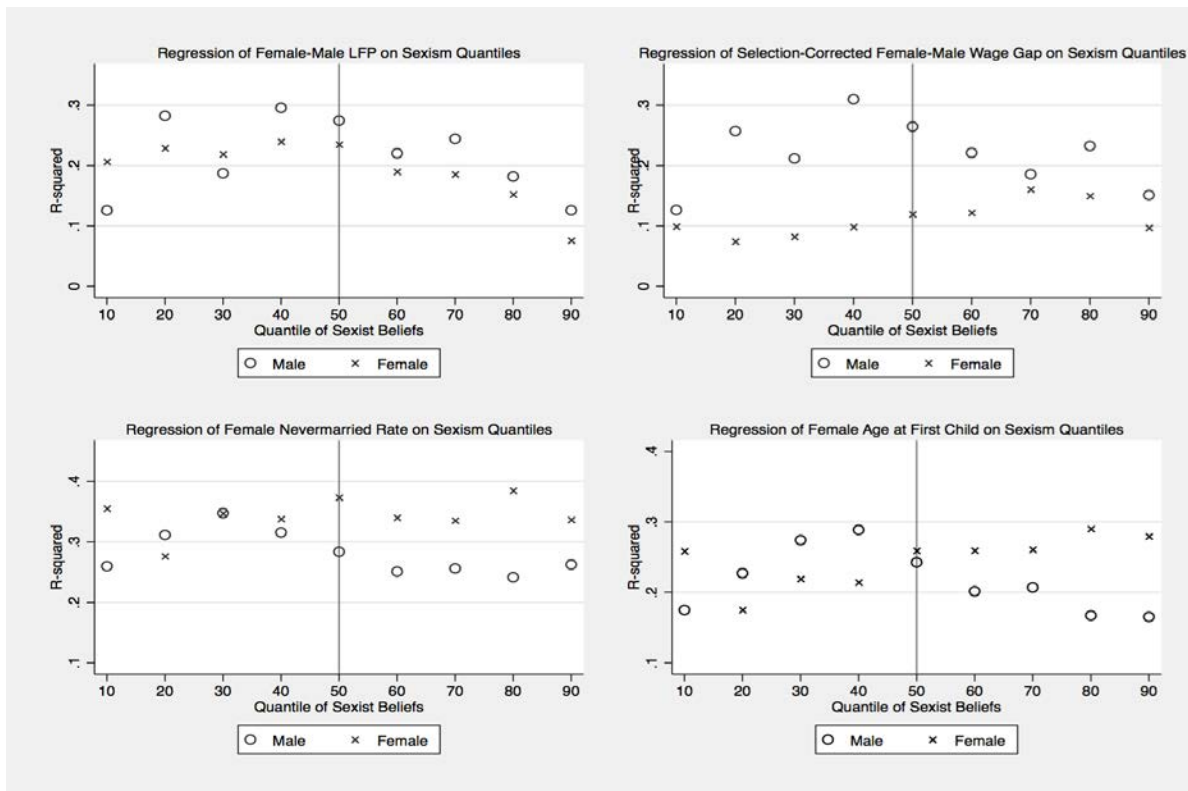 Regression of Female-Male LFP on Sexism Quantiles
R-squared
.3
.2
.1
0
10 20 30 40 50 60 70 80 90
Quantile of Sexist Beliefs
Male Female
Regression of Selection-Corrected Female-Male Wage Gap on Sexism Quantiles
R-squared
.3
.2
.1
0
10 20 30 40 50 60 70 80 90
Quantile of Sexist Beliefs
Male Female
Regression of Female Nevermarried Rate on Sexism Quantiles
R-squared
.4
.3
.2
.1
10 20 30 40 50 60 70 80 90
Quantile of Sexist Beliefs
Male Female
Regression of Female Age at First Child on Sexism Quantiles
R-squared
.4
.3
.2
.1
10 20 30 40 50 60 70 80 90
Quantile of Sexist Beliefs
Male Female